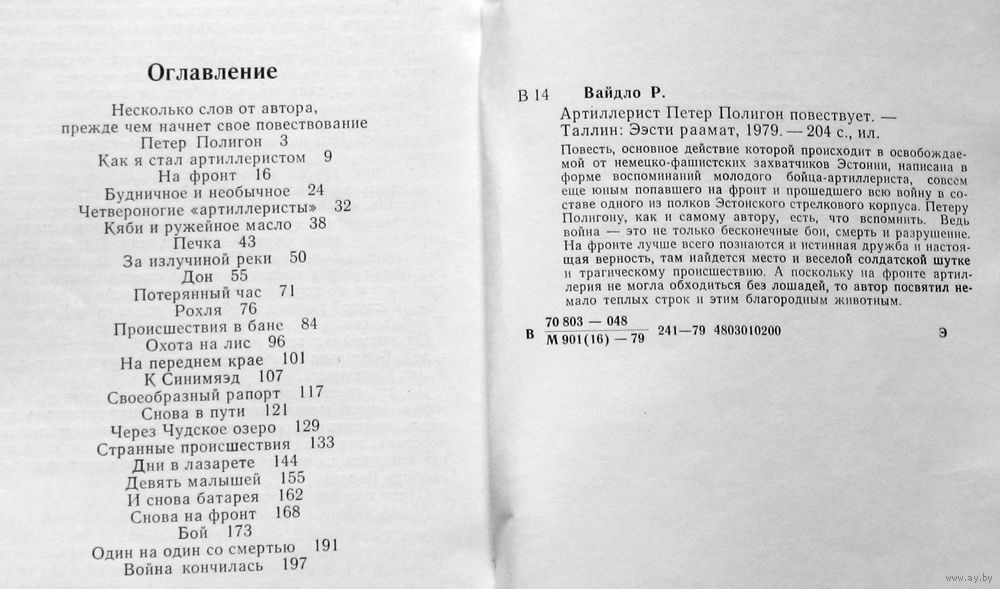 Оглавление
Несколько слов от автора,
прежде чем начнет свое повествование
Петер Полигон 3
Как я стал артиллеристом 9
На фронт 16
Будничное и необычное 24
Четвероногие «артиллеристы» 32
Кяби и ружейное масло 38
Печка 43
За излучиной реки 50
Дон 55
Потерянный час 71
Рохля 76
Происшествия в бане 84
Охота на лис 96
На переднем крае 101
К Синимяэд 107
Своеобразный рапорт 117
Снова в пути 121
Через Чудское озеро 129
Странные происшествия 133
Дни в лазарете 144
Девять малышей 155
И снова батарея 162
Снова на фронт 168
Бой 173
Один на один со смертью 191
Война кончилась 197
В 14 Вайдло Р.
Артиллерист Петер Полигон повествует. —
Таллин: Ээсти раамат, 1979. — 204 с., ил.
Повесть, основное действие которой происходит в освобождае-
мой от немецко-фашистских захватчиков Эстонии, написана в
форме воспоминаний молодого бойца-артиллериста, совсем
еще юным попавшего на фронт и прошедшего всю войну в со-
ставе одного из полков Эстонского стрелкового корпуса. Петеру
Полигону, как и самому автору, есть, что вспомнить. Ведь
война — это не только бесконечные бои, смерть и разрушение.
На фронте лучше всего познаются и истинная дружба и настоя-
щая верность, там найдется место и веселой солдатской шутке
и трагическому происшествию. А поскольку на фронте артил-
лерия не могла обходиться без лошадей, то автор посвятил не-
мало теплых строк и этим благородным животным.
70 803 — 048
В М 901(16) — 79 241—79 4803010200 Э
www.ay.by